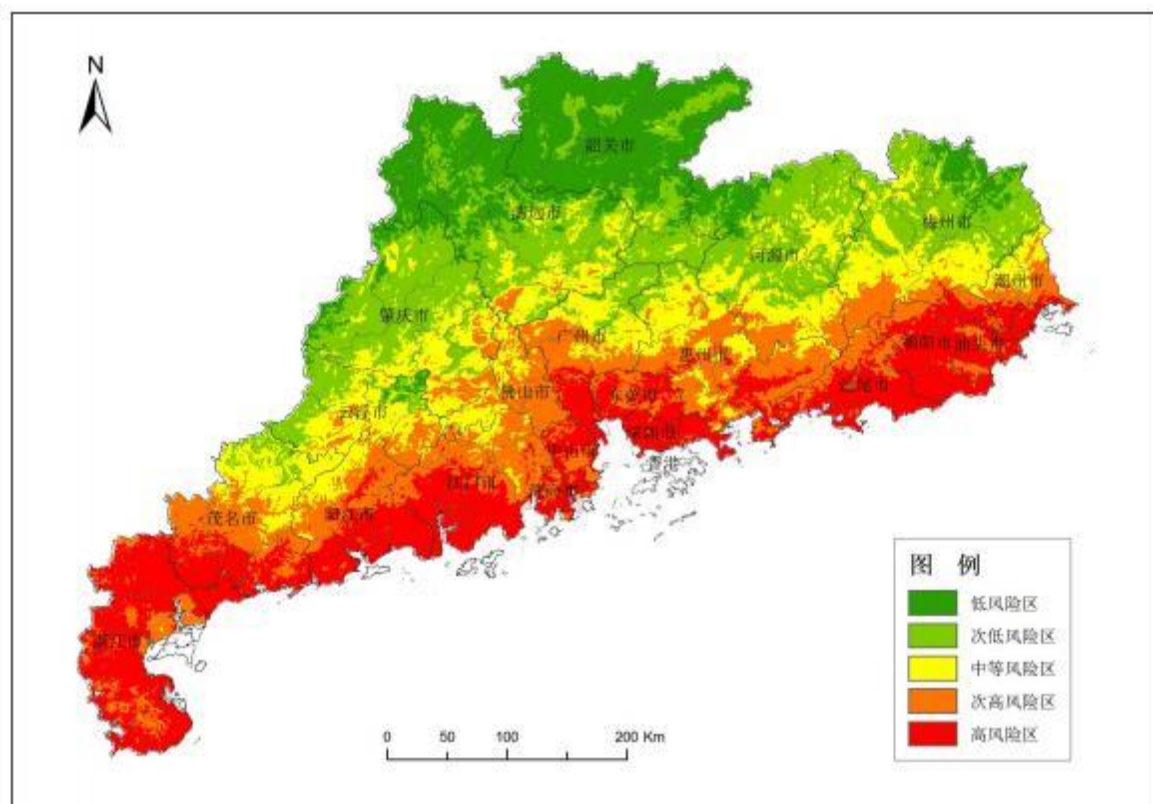 N
韶关市
清远市
梅州市
河源市
潮州市
肇庆市
广州市
惠州市
揭阳市 汕头市
佛山市
东莞市
汕尾市
云浮市
深圳市
中山市
香港
江门市
珠海市
茂名市
阳江市
湛江市
图 例
低风险区
次低风险区
中等风险区
次高风险区
高风险区
0 50 100 200 Km